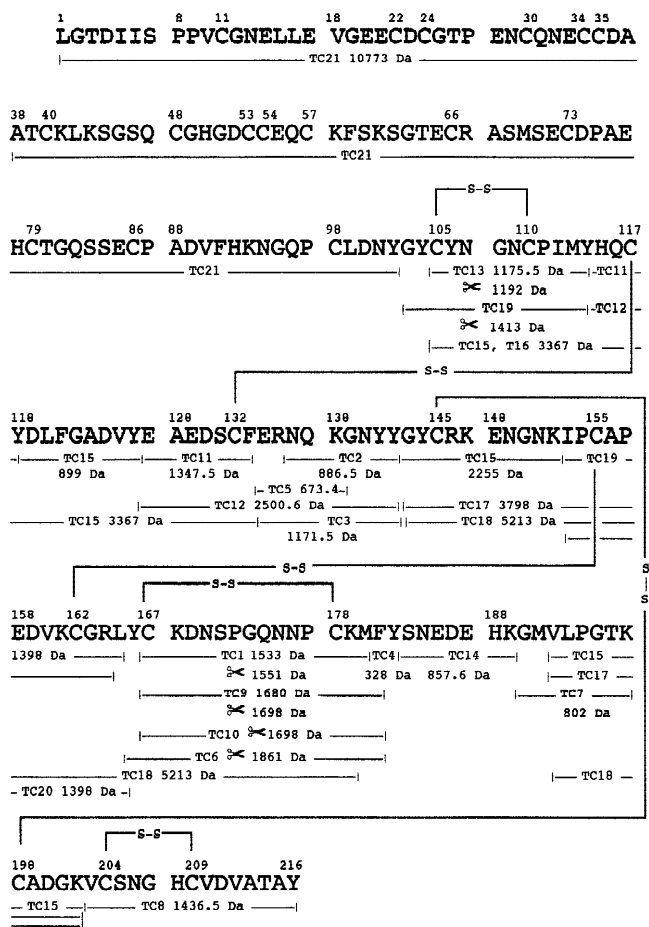 1 8 11 18 22 24 30 34 35
LGTDIIS PPVCGNELLE VGEECDCGTP ENCQNECCDA
TC21 10773 Da
38 40 48 53 54 57 66 73
ATCKLKSGSQ CGHGDCCEQC KFSKSGTECR ASMSECDPAE
TC21
S-S
79 86 88 98 105 110 117
HCTGQSSECP ADVFHKNGQP CLDNYGYCYN GNCPIMYHQC
TC21 TC13 1175.5 Da TC11
1192 Da
TC19 TC12
1413 Da
TC15, T16 3367 Da
S-S
118 128 132 138 145 148 155
YDLFGADVYE AEDSCFERNQ KGNYYGYCRK ENGNKIPCAP
TC15 TC11 TC2 TC15 TC19
899 Da 1347.5 Da 886.5 Da 2255 Da
TC5 673.4
TC12 2500.6 Da TC17 3798 Da
TC15 3367 Da TC3 TC18 5213 Da
1171.5 Da
S-S S
S-S S
158 162 167 178 188
EDVKCGRLYC KDNSPGQNNP CKMFYSNEDE HKGMVLPGTK
1398 Da TC1 1533 Da TC4 TC14 TC15
1551 Da 328 Da 857.6 Da TC17
TC9 1680 Da TC7
1698 Da 802 Da
TC10 1698 Da
TC6 1861 Da
TC18 5213 Da TC18
TC20 1398 Da
S-S
198 204 209 216
CADGKVCSNG HCVDVATAY
TC15 TC8 1436.5 Da